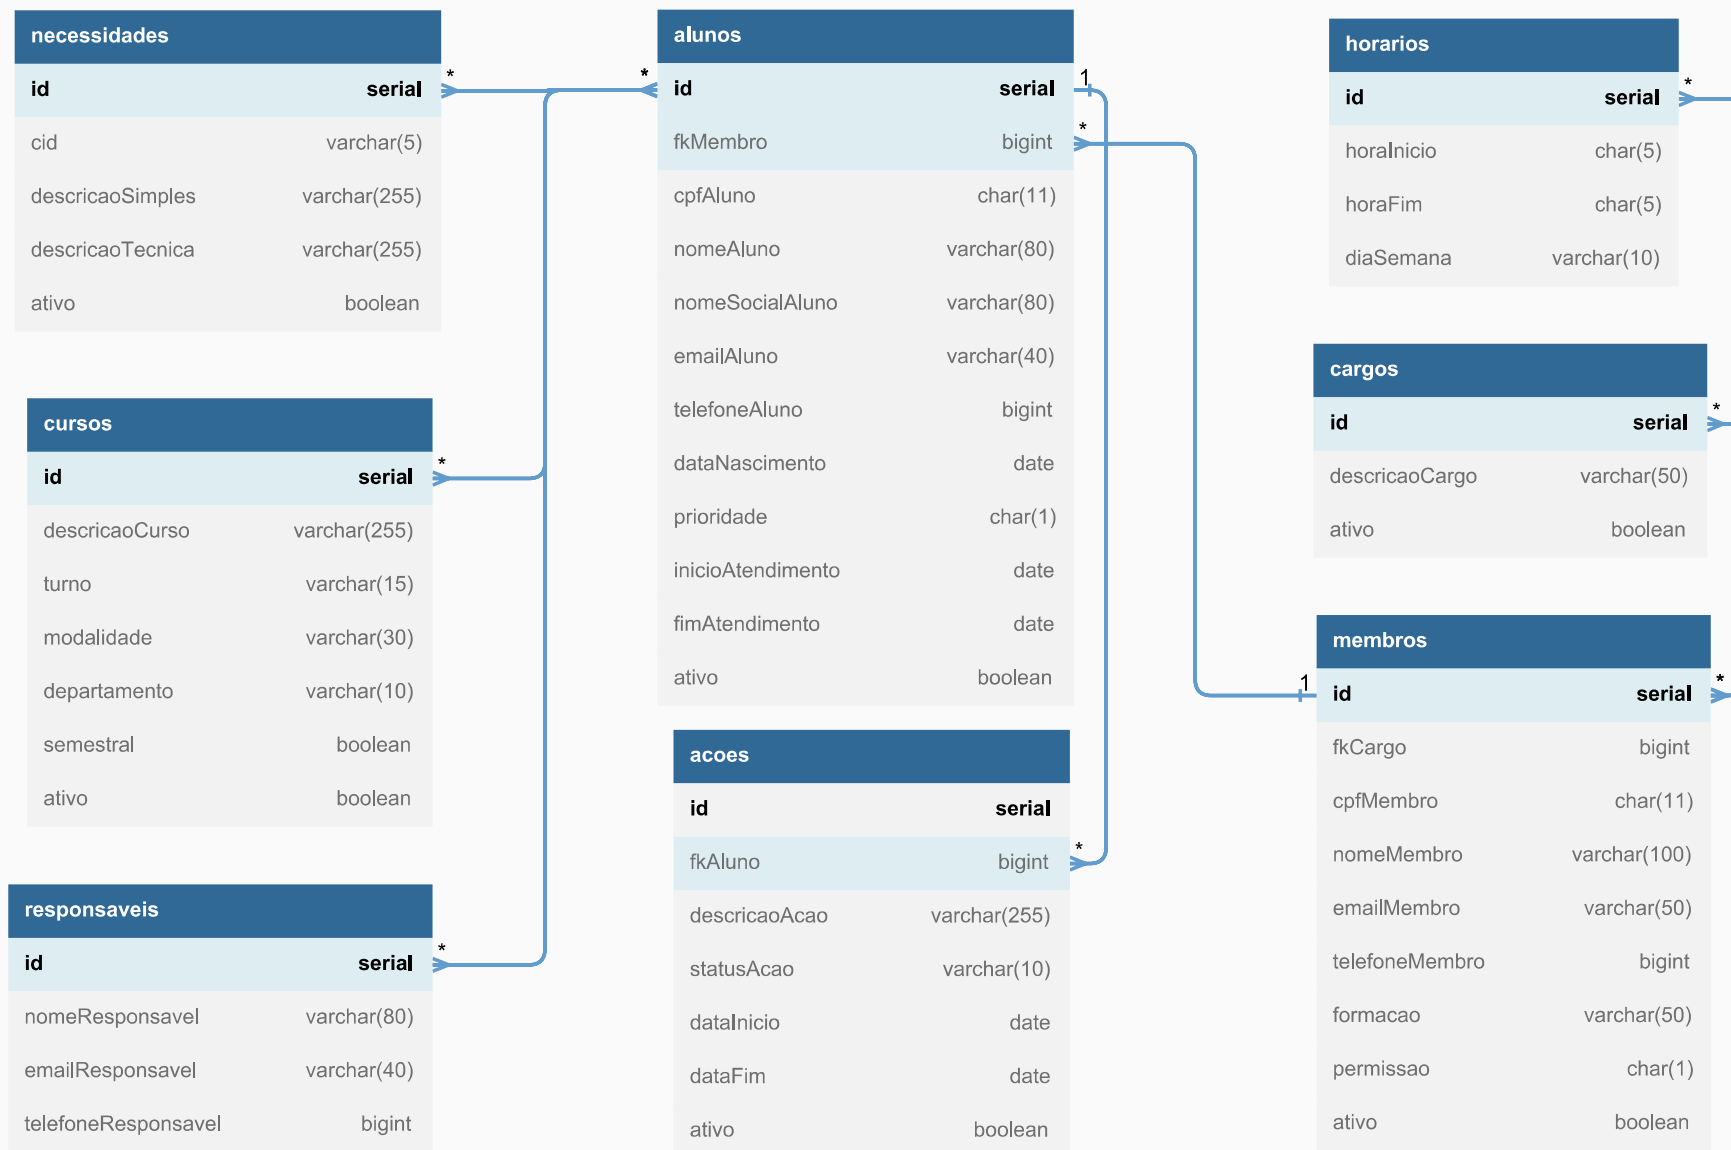 necessidades
id serial
cid varchar(5)
descricaoSimples varchar(255)
descricaoTecnica varchar(255)
ativo boolean
cursos
id serial
descricaoCurso varchar(255)
turno varchar(15)
modalidade varchar(30)
departamento varchar(10)
semestral boolean
ativo boolean
responsaveis
id serial
nomeResponsavel varchar(80)
emailResponsavel varchar(40)
telefoneResponsavel bigint
alunos
id serial
fkMembro bigint
cpfAluno char(11)
nomeAluno varchar(80)
nomeSocialAluno varchar(80)
emailAluno varchar(40)
telefoneAluno bigint
dataNascimento date
prioridade char(1)
inicioAtendimento date
fimAtendimento date
ativo boolean
acoes
id serial
fkAluno bigint
descricaoAcao varchar(255)
statusAcao varchar(10)
dataInicio date
dataFim date
ativo boolean
horarios
id serial
horaInicio char(5)
horaFim char(5)
diaSemana varchar(10)
cargos
id serial
descricaoCargo varchar(50)
ativo boolean
membros
id serial
fkCargo bigint
cpfMembro char(11)
nomeMembro varchar(100)
emailMembro varchar(50)
telefoneMembro bigint
formacao varchar(50)
permissao char(1)
ativo boolean
*
*
*
*
1
*
*
1
*
*
*